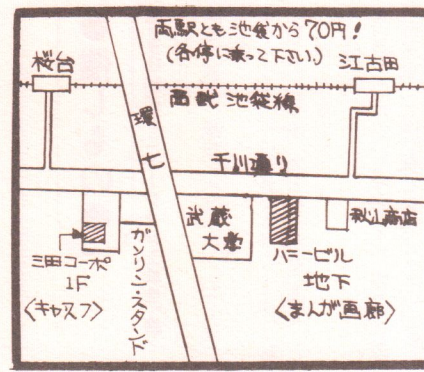 両駅とも池袋から70円!
(各停に乗って下さい。)
桜台
江古田
西武池袋線
環七
千川通り
武蔵
大学
秋山商店
ガソリン・スタンド
三田コーポ
1F
〈キャスフ〉
ハニービル
地下
〈まんが画廊〉